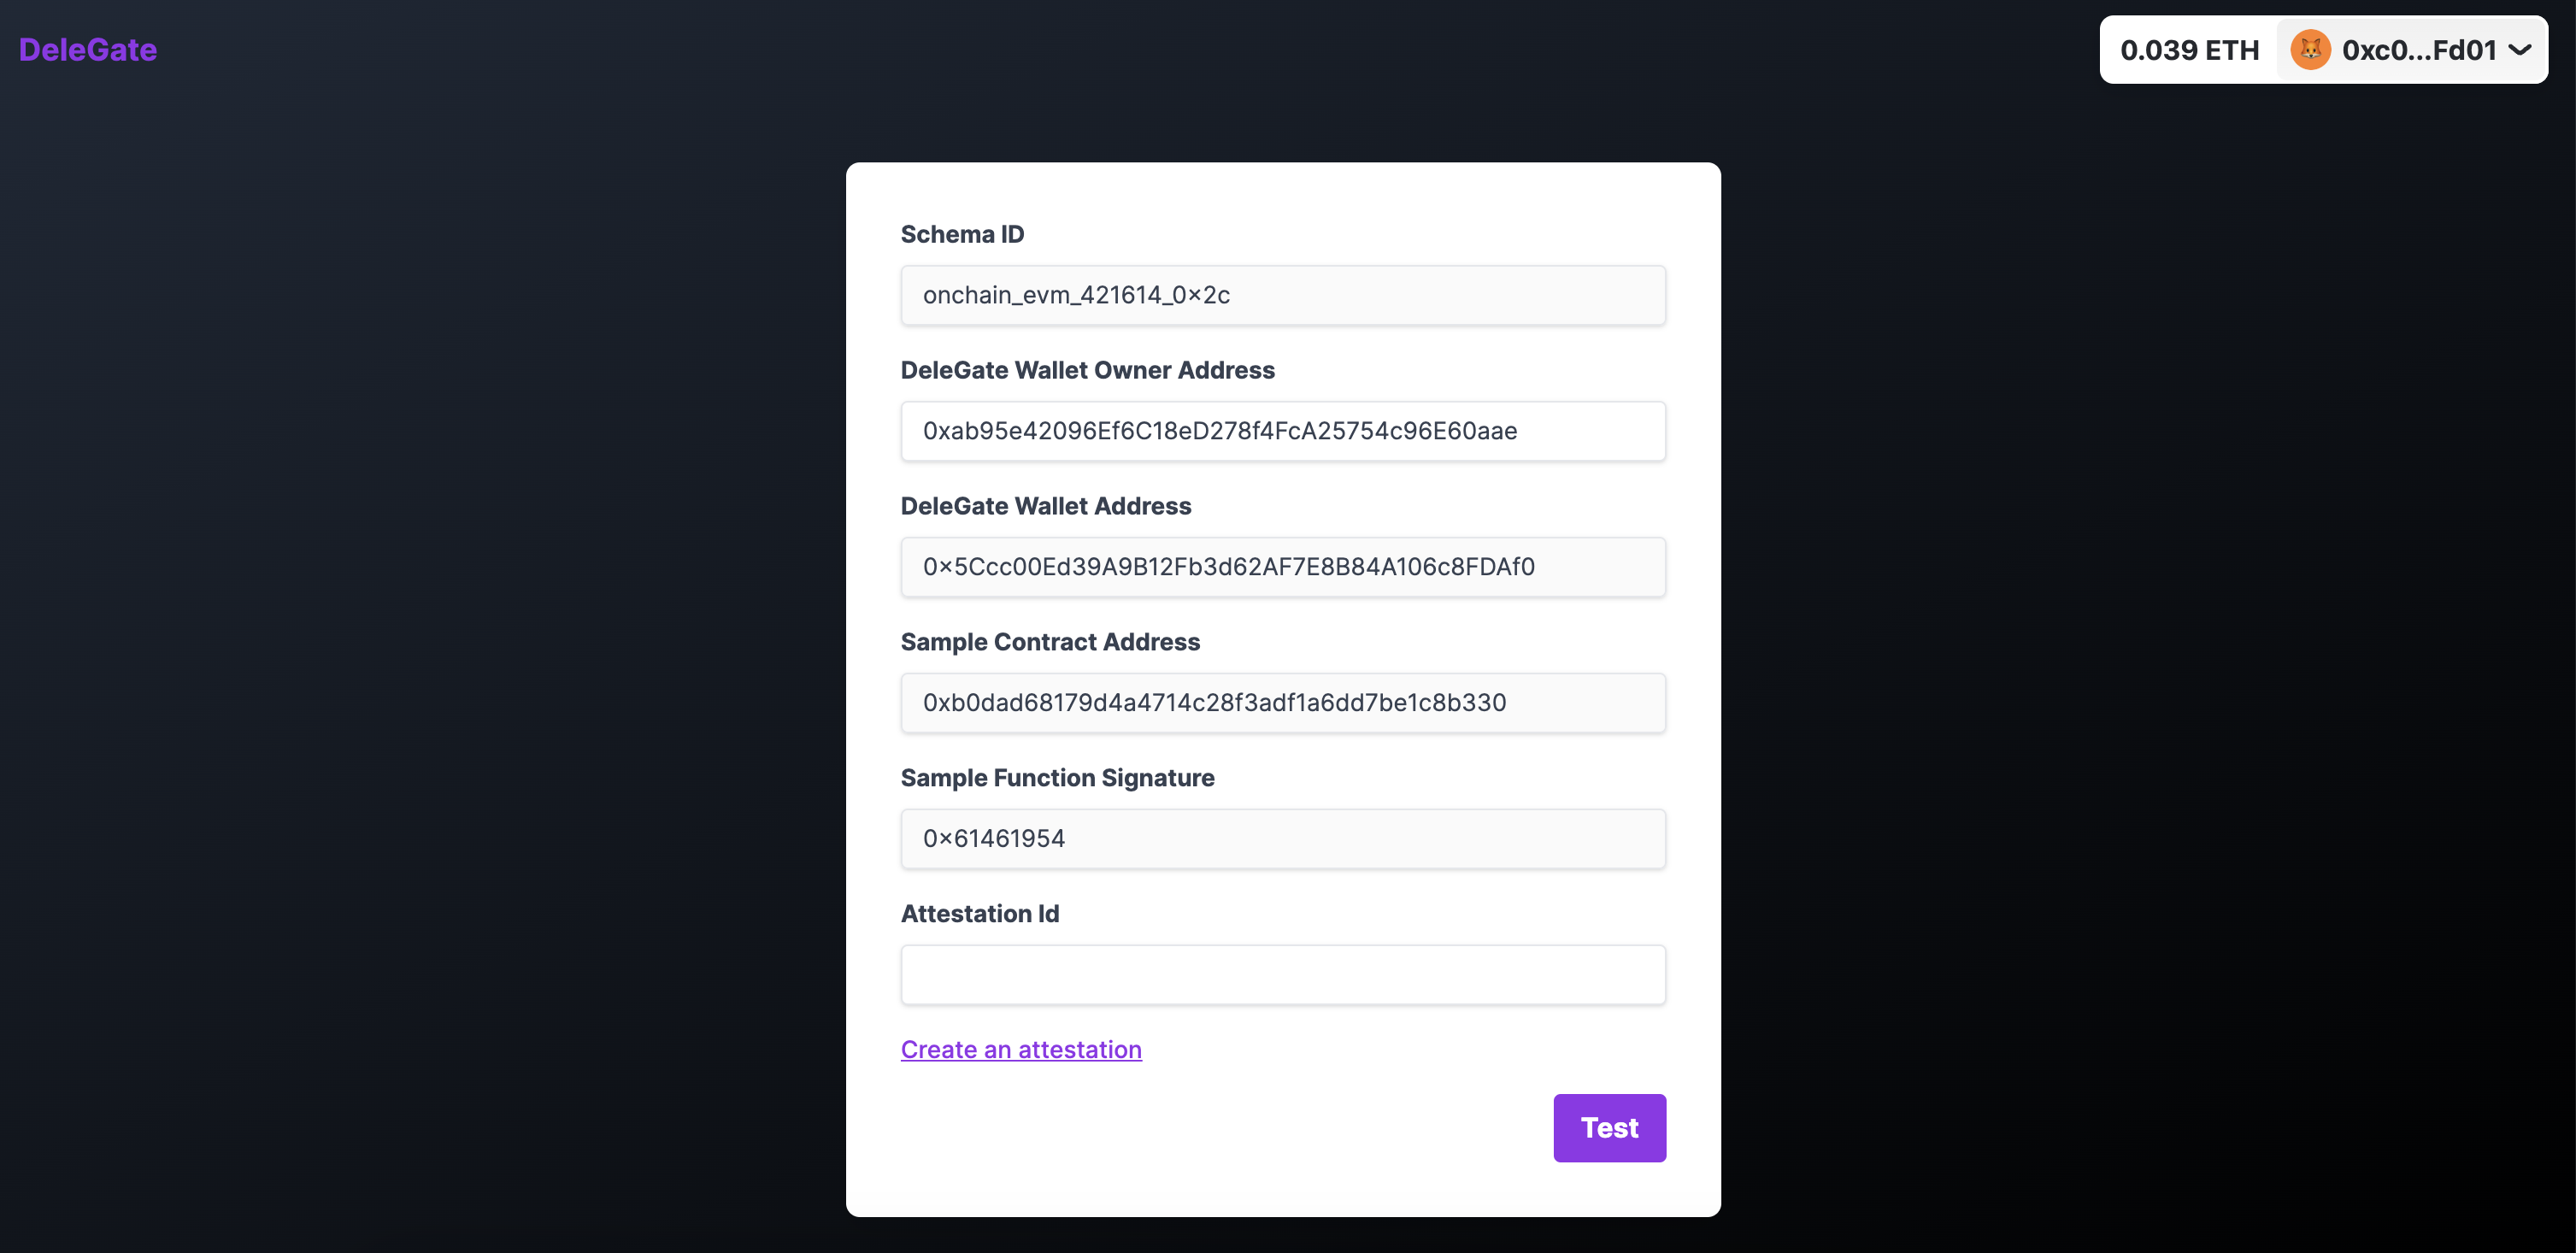 DeleGate
0.039 ETH
0xc0...Fd01
Schema ID
onchain_evm_421614_0x2c
DeleGate Wallet Owner Address
0xab95e42096Ef6C18eD278f4FcA25754c96E60aae
DeleGate Wallet Address
0x5Ccc00Ed39A9B12Fb3d62AF7E8B84A106c8FDAf0
Sample Contract Address
0xb0dad68179d4a4714c28f3adf1a6dd7be1c8b330
Sample Function Signature
0x61461954
Attestation Id
Create an attestation
Test